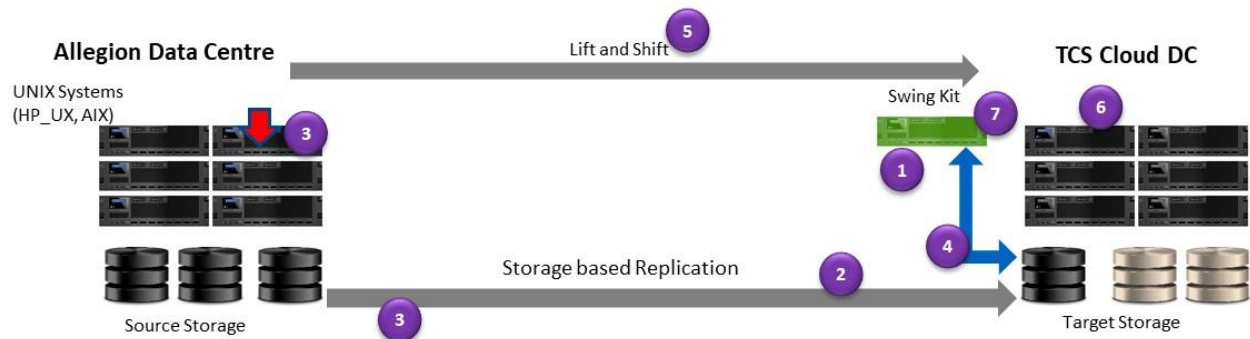 5
Allegion Data Centre
Lift and Shift
TCS Cloud DC
UNIX Systems
(HP_UX, AIX)
Swing Kit
3
7
6
1
4
Storage based Replication
2
3
Source Storage
Target Storage